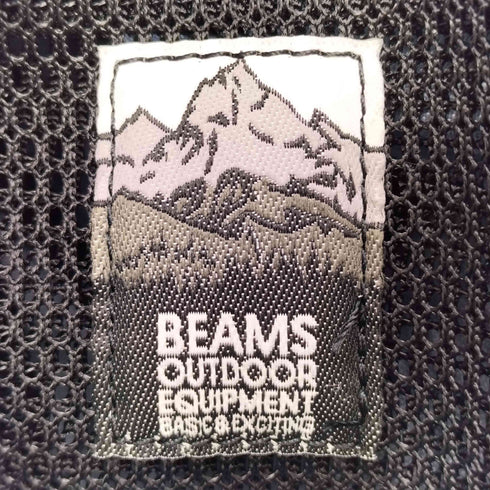 BEAMS
OUTDOOR
EQUIPMENT
BASIC & EXCITING